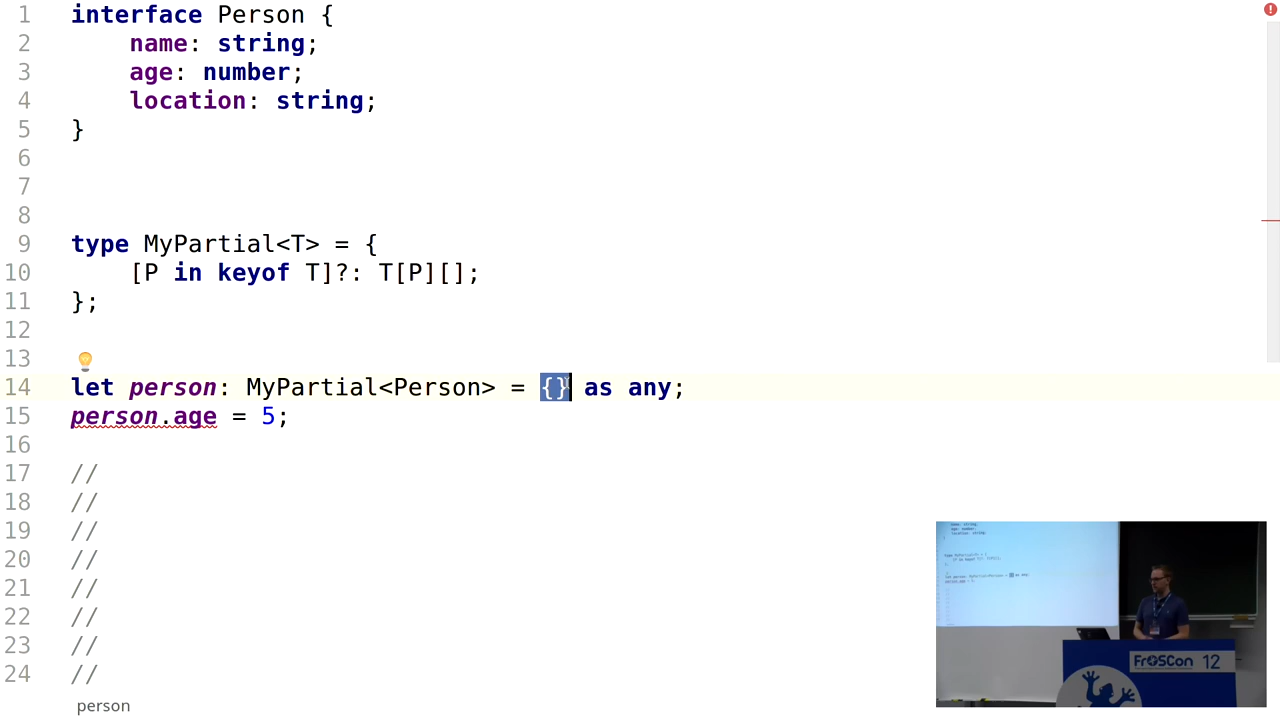 1 interface Person {
2 name: string;
3 age: number;
4 location: string;
5 }
6
7
8
9 type MyPartial<T> = {
10 [P in keyof T]?: T[P][];
11 };
12
13
14 let person: MyPartial<Person> = {} as any;
15 person.age = 5;
16
17 //
18 //
19 //
20 //
21 //
22 //
23 //
24 //
person
FrOSCon 12